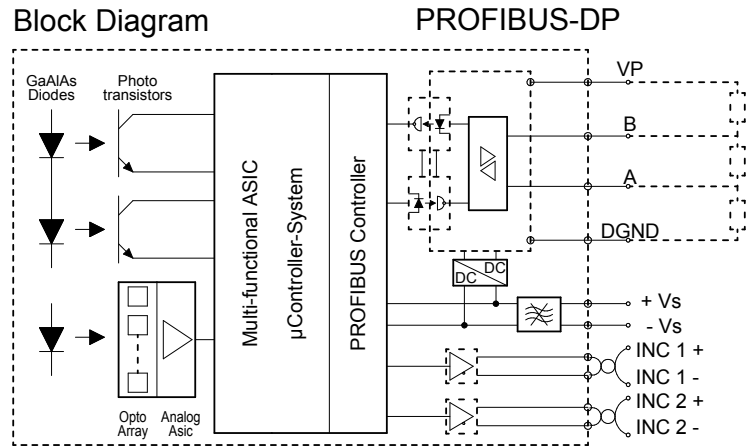 Block Diagram
PROFIBUS-DP
GaAlAs
Diodes
Photo
transistors
Multi-functional ASIC
µController-System
PROFIBUS Controller
VP
B
A
DGND
DC
DC
+ Vs
- Vs
INC 1 +
INC 1 -
INC 2 +
INC 2 -
Opto
Array
Analog
Asic